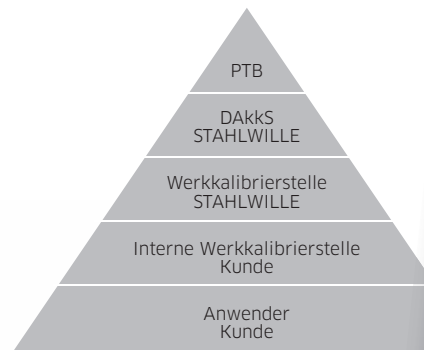 PTB
DAkkS
STAHLWILLE
Werkkalibrierstelle
STAHLWILLE
Interne Werkkalibrierstelle
Kunde
Anwender
Kunde